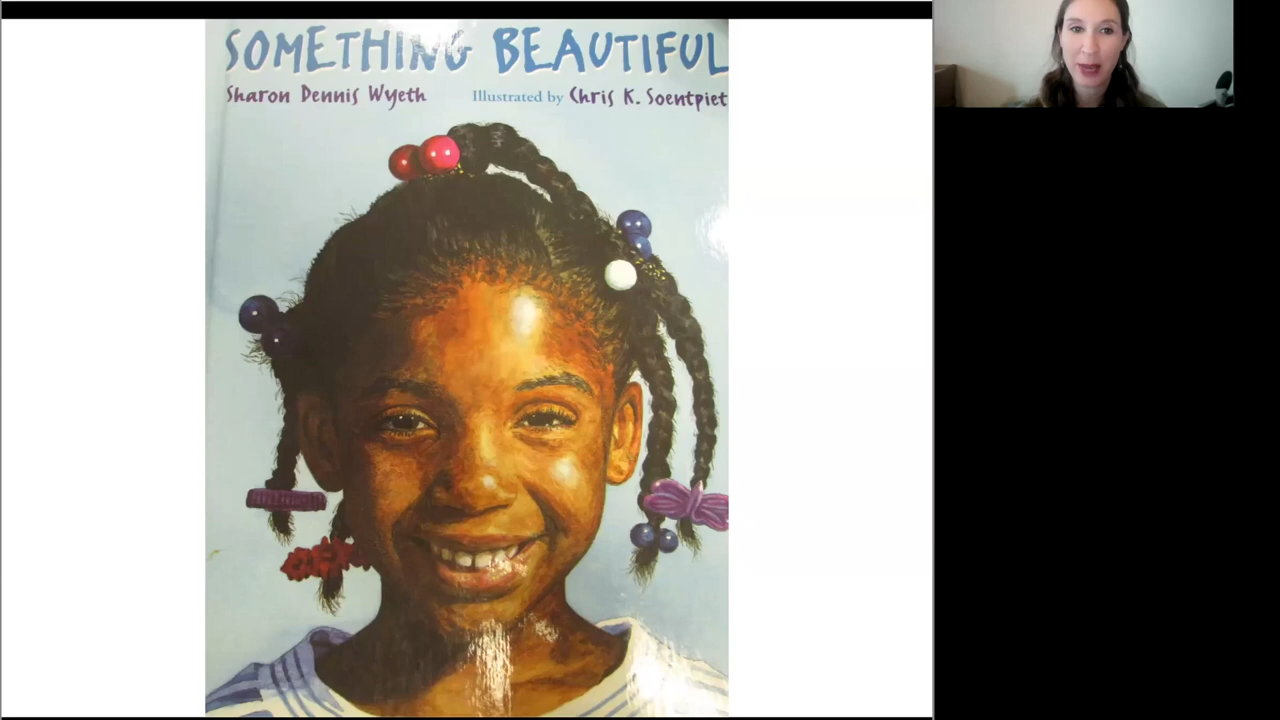 SOMETHING BEAUTIFUL
Sharon Dennis Wyeth Illustrated by Chris K. Soentpiet